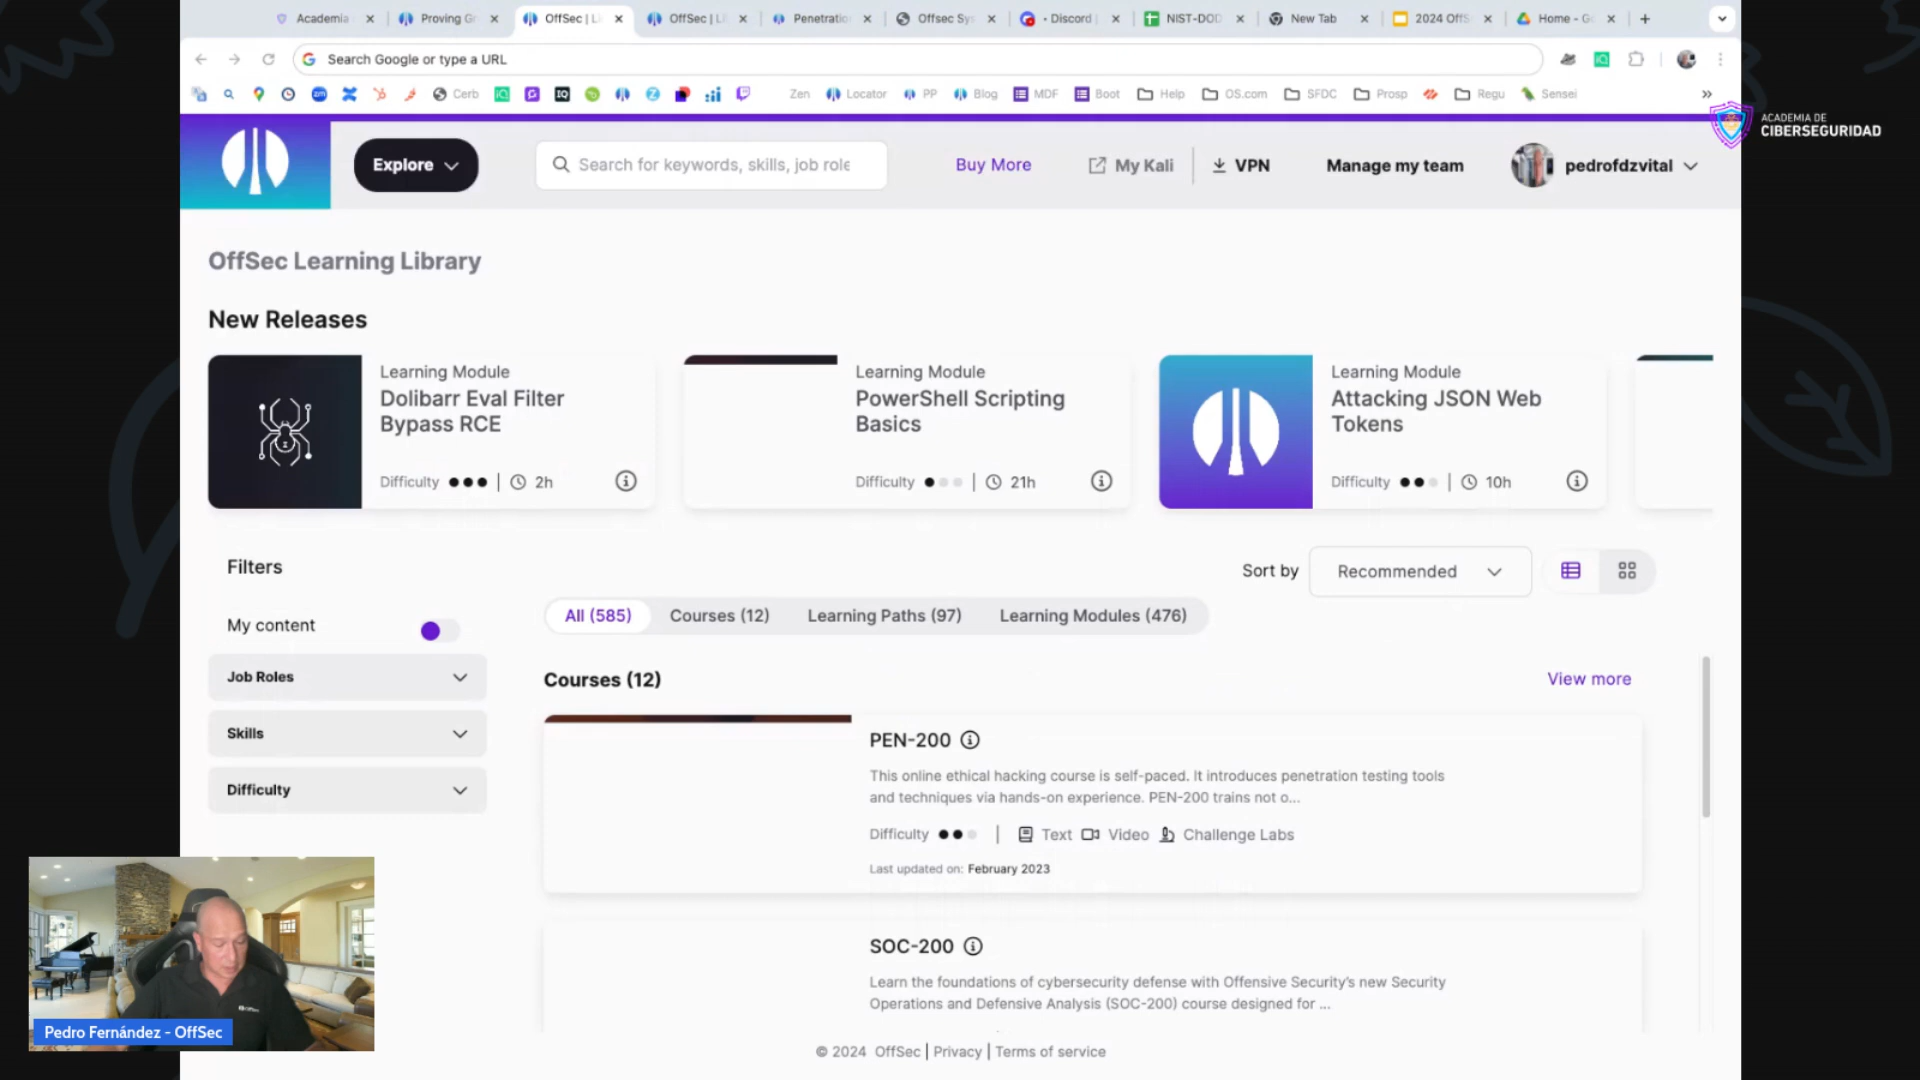 Academia
Proving Gr
OffSec | Li
OffSec | Li
Penetratio
Offsec Sys
- Discord |
NIST-DOD
New Tab
2024 OffS
Home - Go
Search Google or type a URL
Cerb
Zen
Locator
PP
Blog
MDF
Boot
Help
OS.com
SFDC
Prosp
Regu
Sensei
ACADEMIA DE
CIBERSEGURIDAD
Explore
Search for keywords, skills, job role
Buy More
My Kali
VPN
Manage my team
pedrofdzvital
OffSec Learning Library
New Releases
Learning Module
Dolibarr Eval Filter
Bypass RCE
Difficulty
2h
Learning Module
PowerShell Scripting
Basics
Difficulty
21h
Learning Module
Attacking JSON Web
Tokens
Difficulty
10h
Filters
Sort by
Recommended
My content
All (585)
Courses (12)
Learning Paths (97)
Learning Modules (476)
Job Roles
Skills
Difficulty
Courses (12)
View more
PEN-200
This online ethical hacking course is self-paced. It introduces penetration testing tools
and techniques via hands-on experience. PEN-200 trains not o...
Difficulty
Text
Video
Challenge Labs
Last updated on: February 2023
SOC-200
Learn the foundations of cybersecurity defense with Offensive Security's new Security
Operations and Defensive Analysis (SOC-200) course designed for ...
Pedro Fernández - OffSec
© 2024 OffSec | Privacy | Terms of service